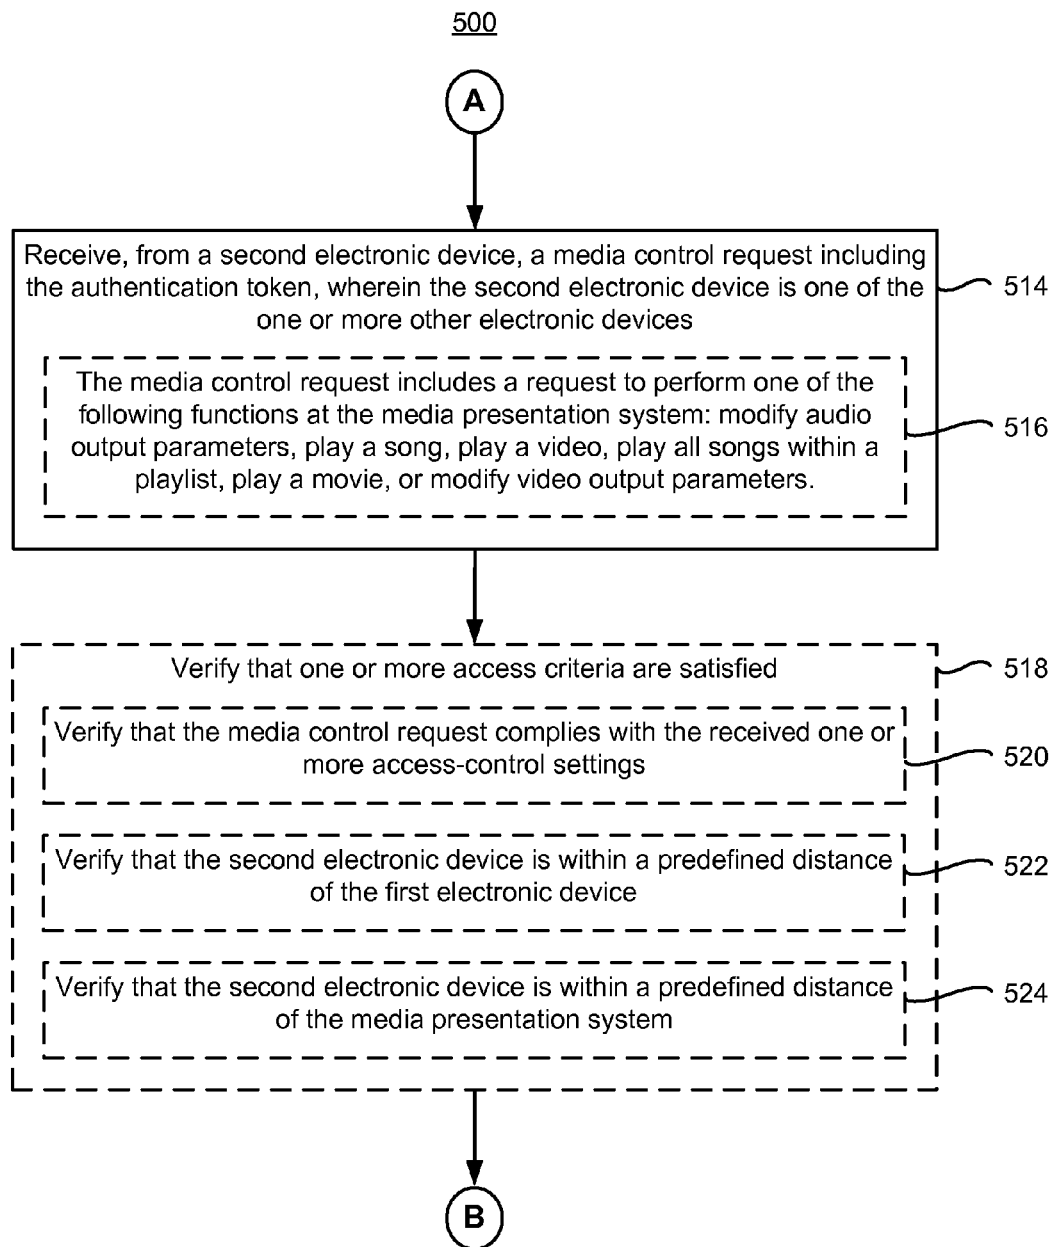 500
A
Receive, from a second electronic device, a media control request including
the authentication token, wherein the second electronic device is one of the
one or more other electronic devices
514
The media control request includes a request to perform one of the
following functions at the media presentation system: modify audio
output parameters, play a song, play a video, play all songs within a
playlist, play a movie, or modify video output parameters.
516
Verify that one or more access criteria are satisfied
518
Verify that the media control request complies with the received one or
more access-control settings
520
Verify that the second electronic device is within a predefined distance
of the first electronic device
522
Verify that the second electronic device is within a predefined distance
of the media presentation system
524
B